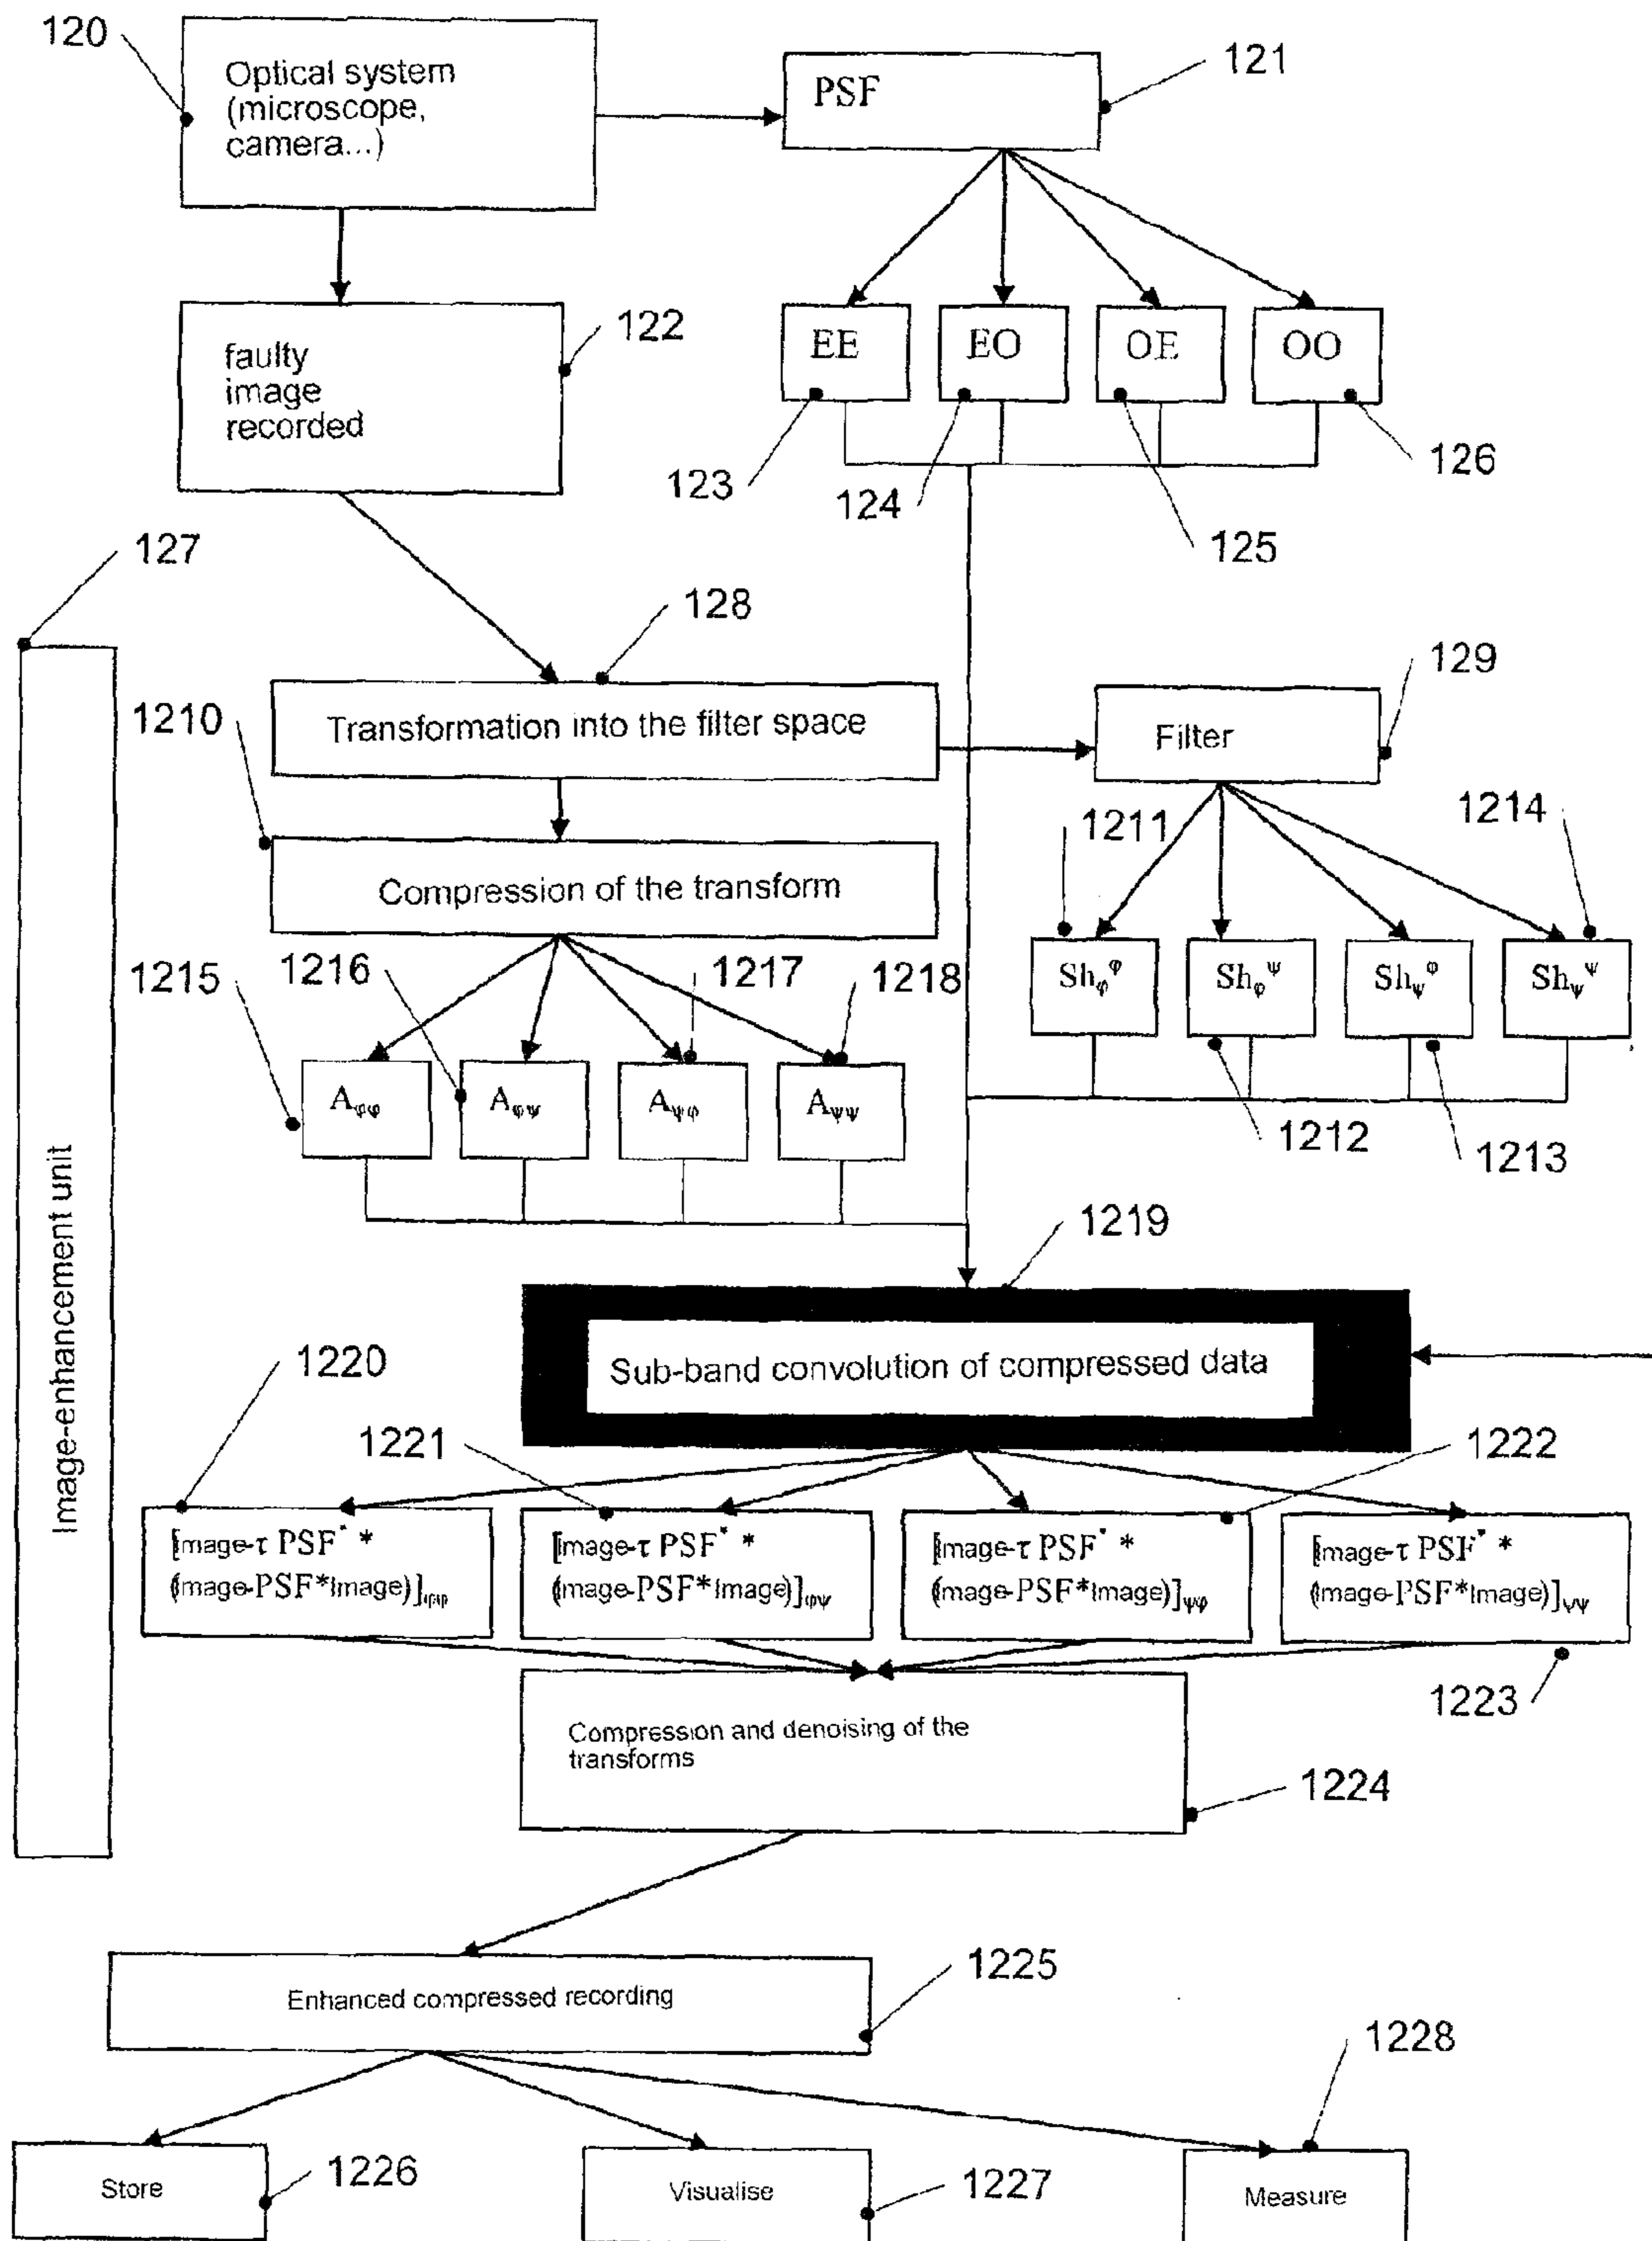 120
Optical system
(microscope,
camera...)
PSF
121
faulty
image
recorded
122
EE
EO
OE
OO
123
124
125
126
127
128
Transformation into the filter space
129
Filter
1210
Compression of the transform
1211
1214
Shφ^φ
Shφ^ψ
Shψ^φ
Shψ^ψ
1212
1213
1215
1216
1217
1218
Aφφ
Aφψ
Aψφ
Aψψ
Image-enhancement unit
1219
Sub-band convolution of compressed data
1220
1221
1222
[Image-τ PSF* *
(Image-PSF*Image)]φφ
[Image-τ PSF* *
(Image-PSF*Image)]φψ
[Image-τ PSF* *
(Image-PSF*Image)]ψφ
[Image-τ PSF* *
(Image-PSF*Image)]ψψ
1223
Compression and denoising of the
transforms
1224
Enhanced compressed recording
1225
Store
1226
Visualise
1227
Measure
1228